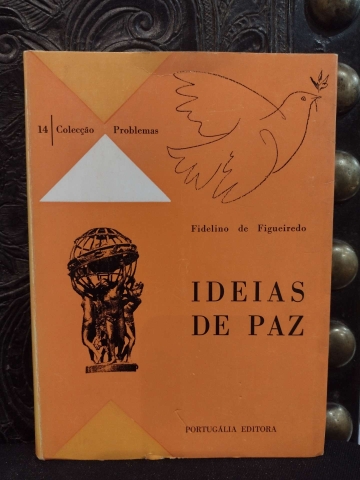 14 Colecção Problemas
Fidelino de Figueiredo
IDEIAS
DE PAZ
PORTUGÁLIA EDITORA